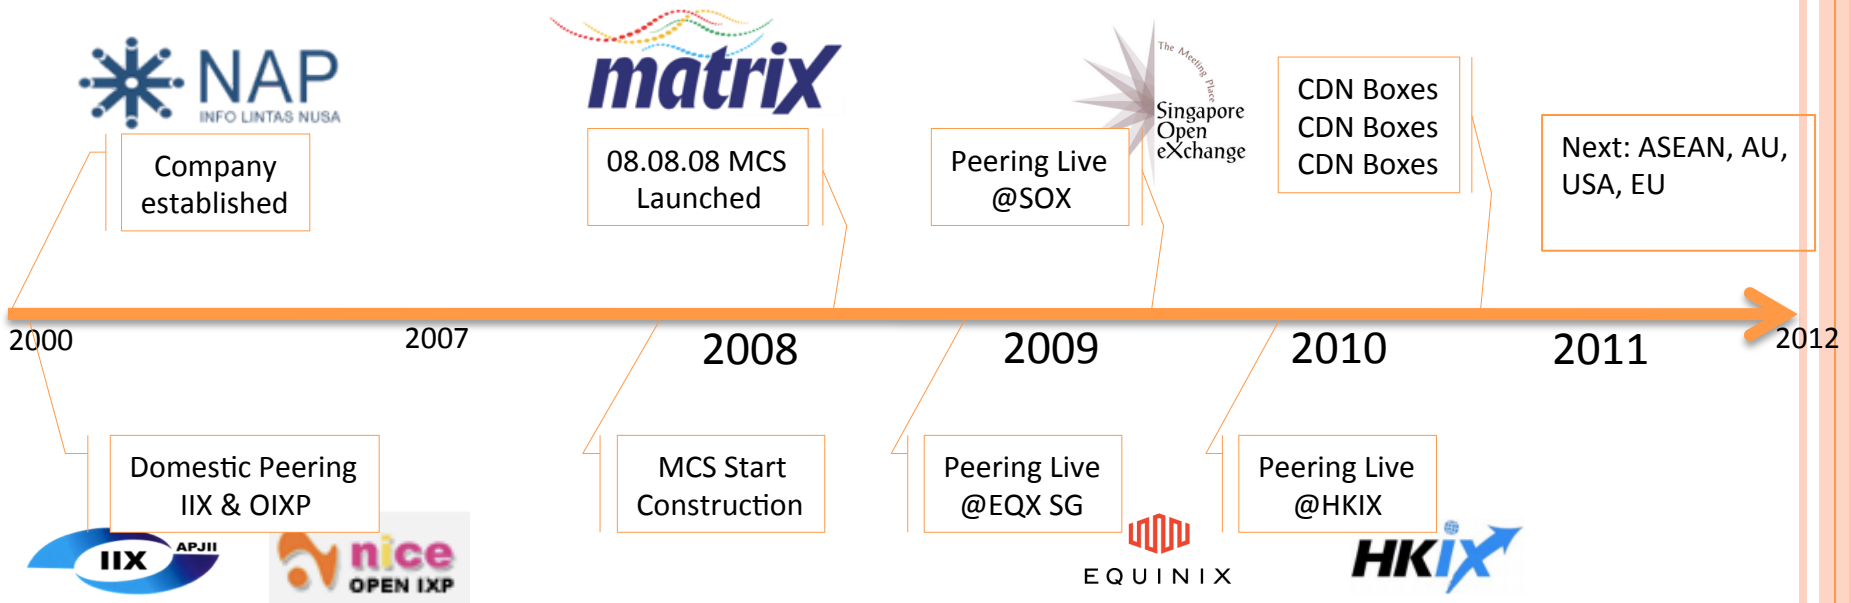 NAP
INFO LINTAS NUSA
Company
established
matrix
08.08.08 MCS
Launched
The Meeting Place
Singapore
Open
eXchange
Peering Live
@SOX
CDN Boxes
CDN Boxes
CDN Boxes
Next: ASEAN, AU,
USA, EU
2000
2007
2008
2009
2010
2011
2012
Domestic Peering
IIX & OIXP
IIX
APJII
nice
OPEN IXP
MCS Start
Construction
Peering Live
@EQX SG
EQUINIX
Peering Live
@HKIX
HKIX